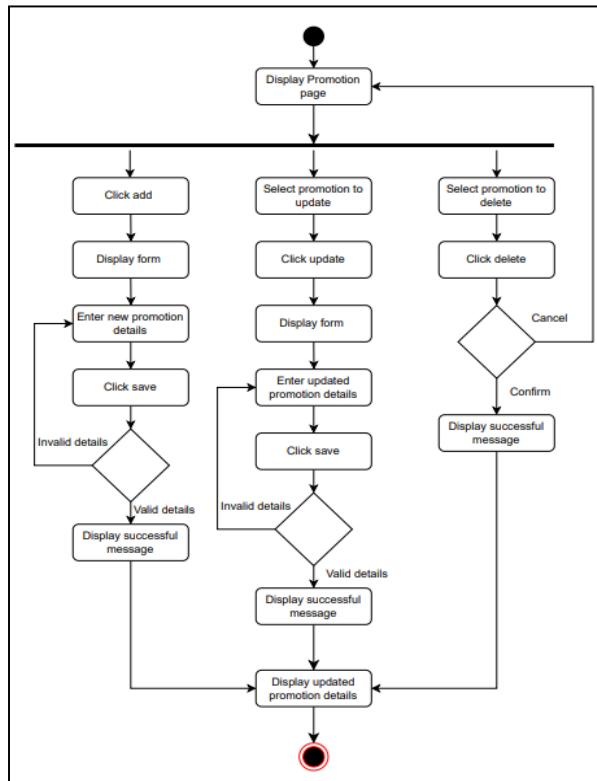 Display Promotion
page
Click add
Select promotion to
update
Select promotion to
delete
Display form
Click update
Click delete
Enter new promotion
details
Display form
Cancel
Click save
Enter updated
promotion details
Confirm
Invalid details
Click save
Display successful
message
Valid details
Invalid details
Display successful
message
Valid details
Display successful
message
Display updated
promotion details